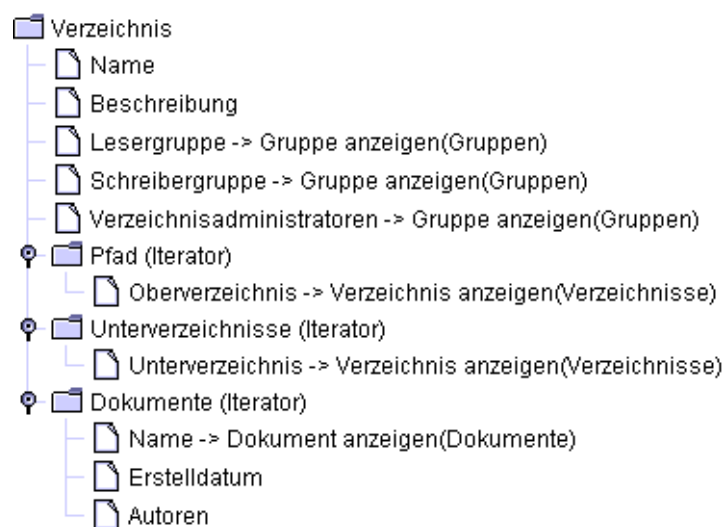 Verzeichnis
Name
Beschreibung
Lesergruppe -> Gruppe anzeigen(Gruppen)
Schreibergruppe -> Gruppe anzeigen(Gruppen)
Verzeichnisadministratoren -> Gruppe anzeigen(Gruppen)
Pfad (Iterator)
Oberverzeichnis -> Verzeichnis anzeigen(Verzeichnisse)
Unterverzeichnisse (Iterator)
Unterverzeichnis -> Verzeichnis anzeigen(Verzeichnisse)
Dokumente (Iterator)
Name -> Dokument anzeigen(Dokumente)
Erstelldatum
Autoren